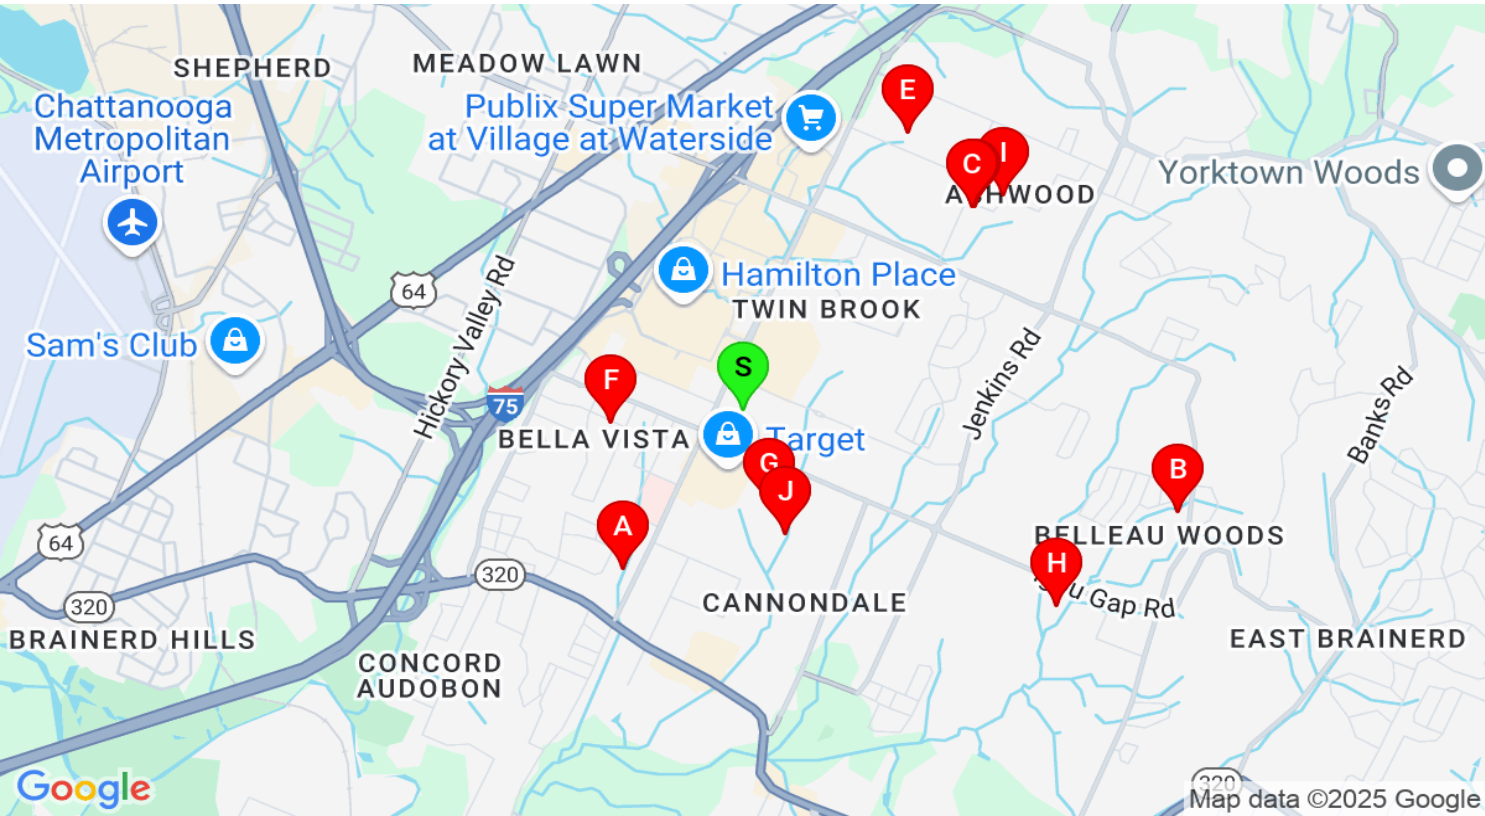 SHEPHERD
MEADOW LAWN
Chattanooga
Metropolitan
Airport
Publix Super Market
at Village at Waterside
E
I
C
ASHWOOD
Yorktown Woods
64
Hickory Valley Rd
Hamilton Place
TWIN BROOK
Sam's Club
Jenkins Rd
S
F
75
BELLA VISTA
Target
Banks Rd
G
J
B
A
BELLEAU WOODS
64
H
320
320
CANNONDALE
Gap Rd
BRAINERD HILLS
EAST BRAINERD
CONCORD
AUDOBON
320
Google
Map data ©2025 Google